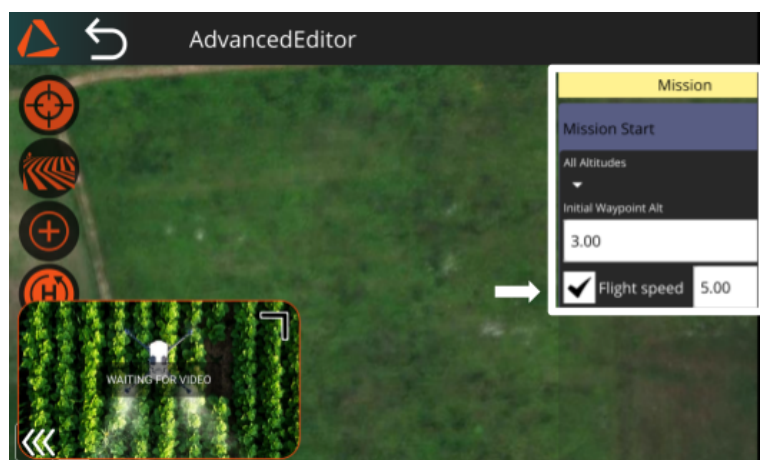 AdvancedEditor
Mission
Mission Start
All Altitudes
Initial Waypoint Alt
3.00
Flight speed 5.00
H
WAITING FOR VIDEO